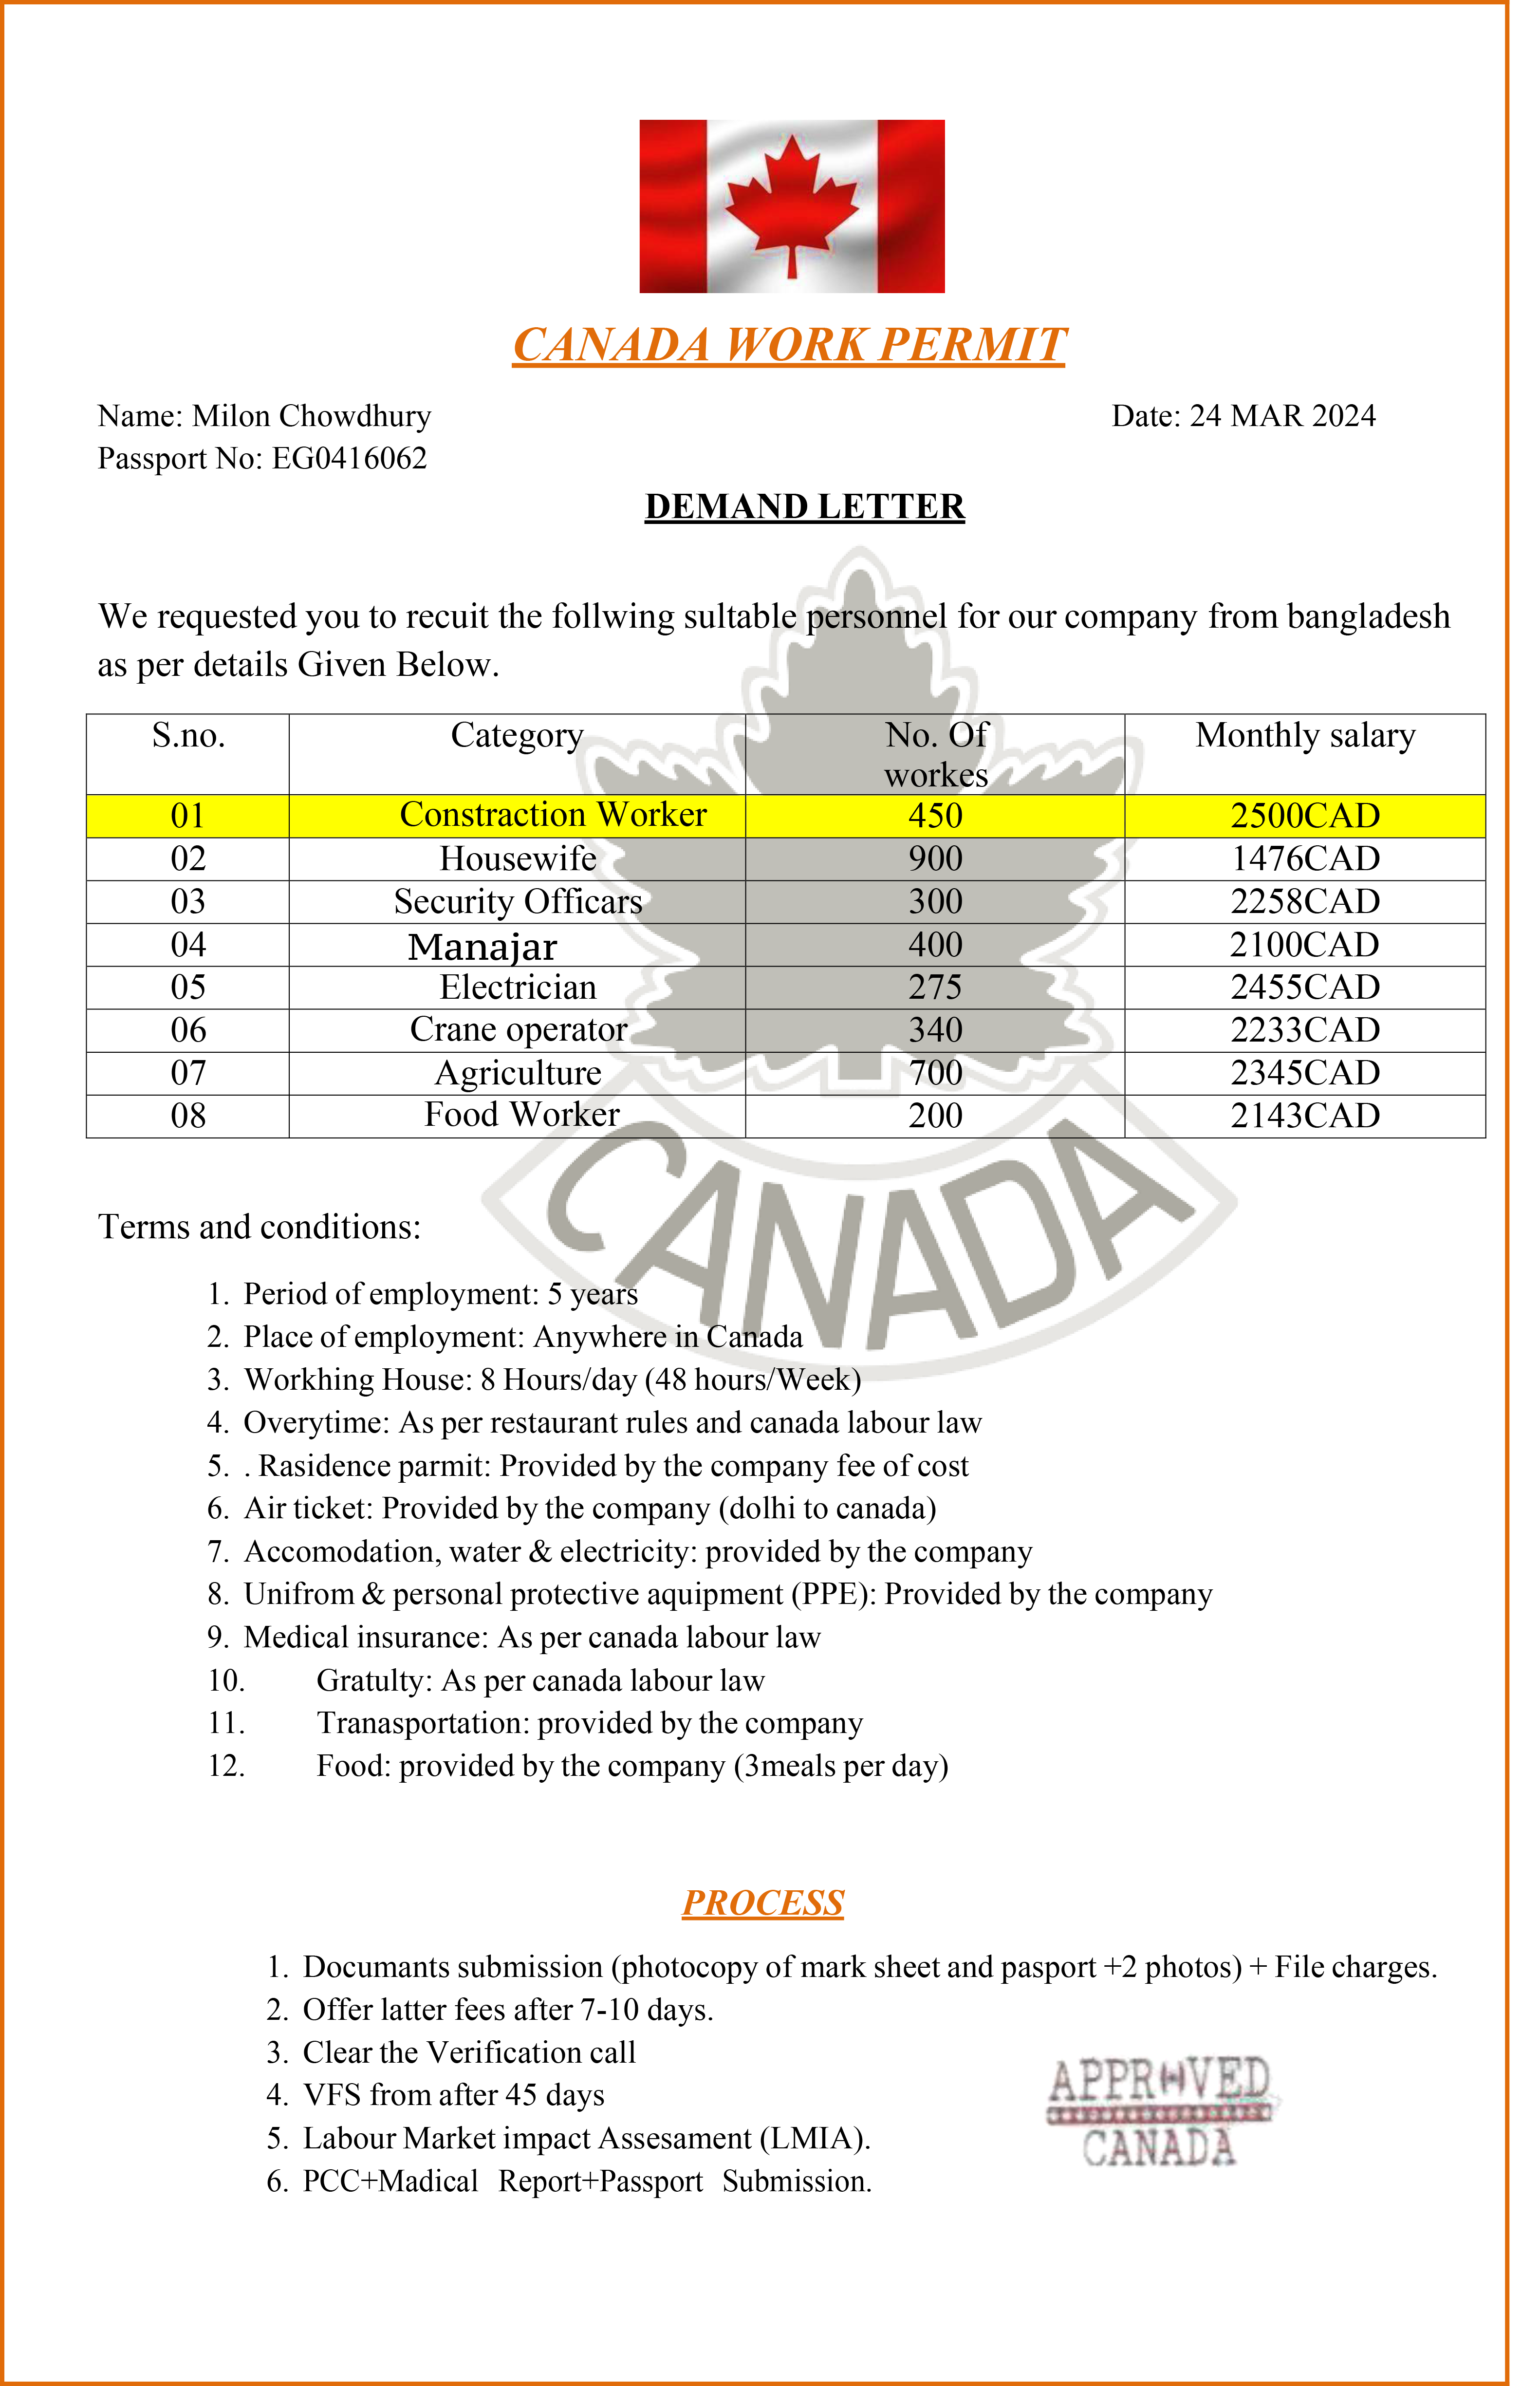 CANADA WORK PERMIT
Name: Milon Chowdhury Date: 24 MAR 2024
Passport No: EG0416062
DEMAND LETTER
We requested you to recuit the follwing sultable personnel for our company from bangladesh
as per details Given Below.
S.no. Category No. Of workes Monthly salary
01 Constraction Worker 450 2500CAD
02 Housewife 900 1476CAD
03 Security Officars 300 2258CAD
04 Manajar 400 2100CAD
05 Electrician 275 2455CAD
06 Crane operator 340 2233CAD
07 Agriculture 700 2345CAD
08 Food Worker 200 2143CAD
CANADA
Terms and conditions:
1. Period of employment: 5 years
2. Place of employment: Anywhere in Canada
3. Workhing House: 8 Hours/day (48 hours/Week)
4. Overytime: As per restaurant rules and canada labour law
5. . Rasidence parmit: Provided by the company fee of cost
6. Air ticket: Provided by the company (dolhi to canada)
7. Accomodation, water & electricity: provided by the company
8. Unifrom & personal protective aquipment (PPE): Provided by the company
9. Medical insurance: As per canada labour law
10. Gratulty: As per canada labour law
11. Tranasportation: provided by the company
12. Food: provided by the company (3meals per day)
PROCESS
1. Documants submission (photocopy of mark sheet and pasport +2 photos) + File charges.
2. Offer latter fees after 7-10 days.
3. Clear the Verification call
4. VFS from after 45 days
5. Labour Market impact Assesament (LMIA).
6. PCC+Madical Report+Passport Submission.
APPROVED
CANADA